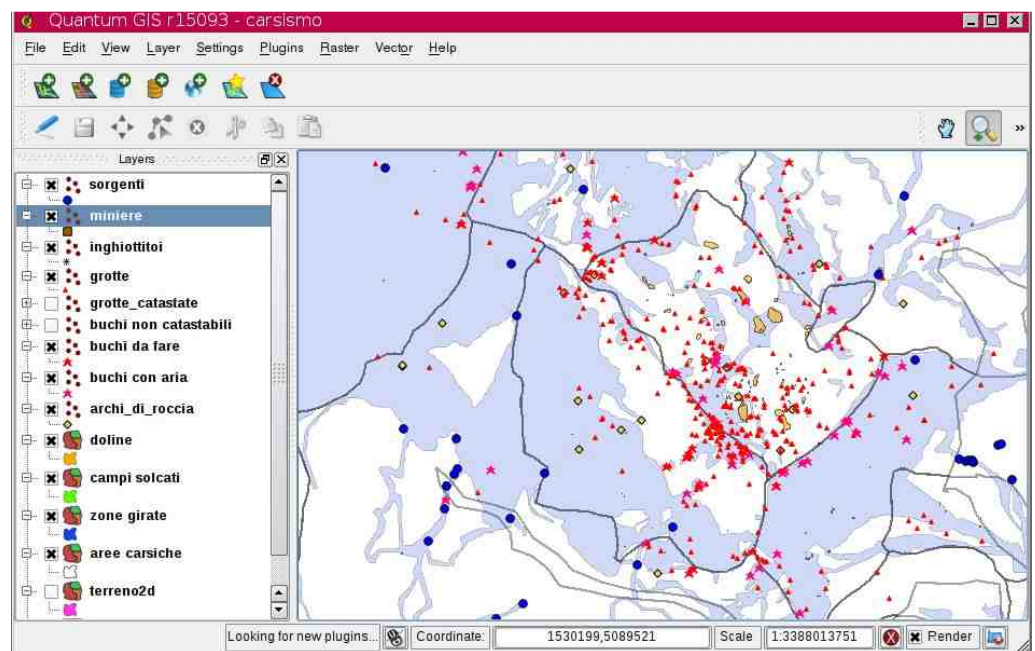 Quantum GIS r15093 - carsismo
File Edit View Layer Settings Plugins Raster Vector Help
»
Layers
sorgenti
miniere
inghiottitoi
grotte
grotte_catastate
buchi non catastabili
buchi da fare
buchi con aria
archi_di_roccia
doline
campi solcati
zone girate
aree carsiche
terreno2d
Looking for new plugins... Coordinate: 1530199,5089521 Scale 1:3388013751 Render